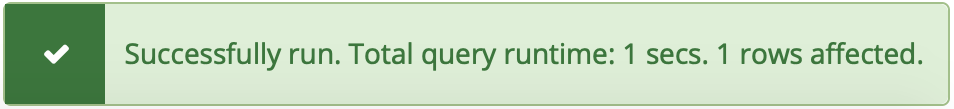 Successfully run. Total query runtime: 1 secs. 1 rows affected.